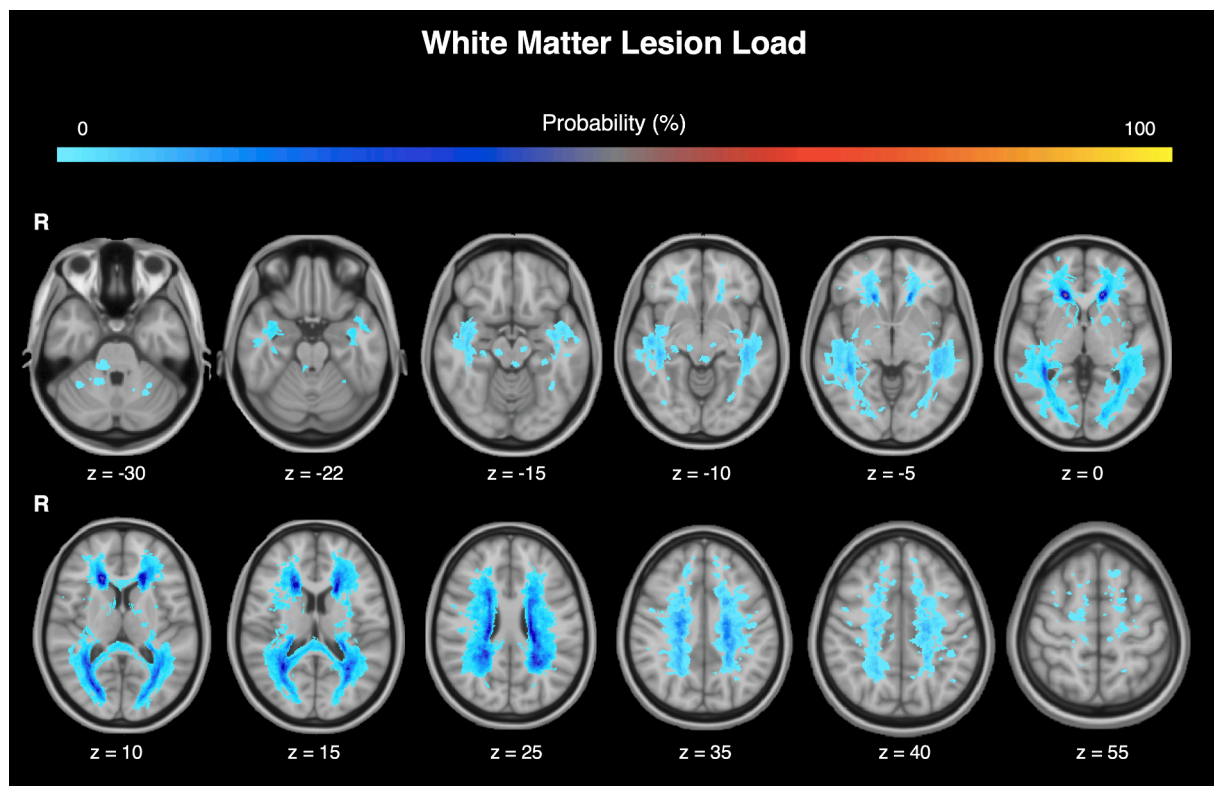 White Matter Lesion Load
Probability (%)
0 100
R
z = -30 z = -22 z = -15 z = -10 z = -5 z = 0
R
z = 10 z = 15 z = 25 z = 35 z = 40 z = 55